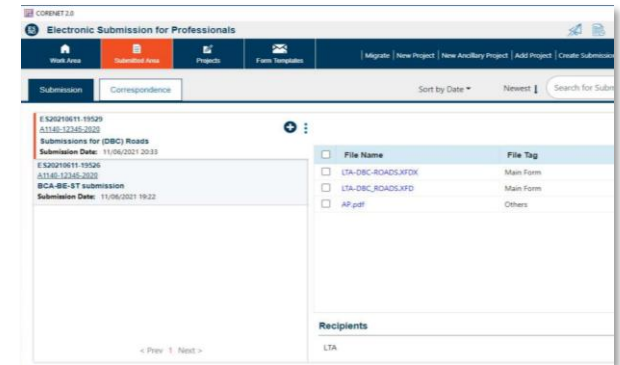 CORENET 2.0
Electronic Submission for Professionals
Work Area Submitted Area Projects Form Templates | Migrate | New Project | New Ancillary Project | Add Project | Create Submission
Submission Correspondence Sort by Date Newest Search for Subm
ES20210611-19529
A1140-12345-2020
Submissions for (DBC) Roads
Submission Date: 11/06/2021 20:33
ES20210611-19526
A1140-12345-2020
BCA-BE-ST submission
Submission Date: 11/06/2021 19:22
File Name File Tag
LTA-DBC-ROADS.XFDX Main Form
LTA-DBC_ROADS.XFD Main Form
AP.pdf Others
Recipients
LTA
< Prev 1 Next >